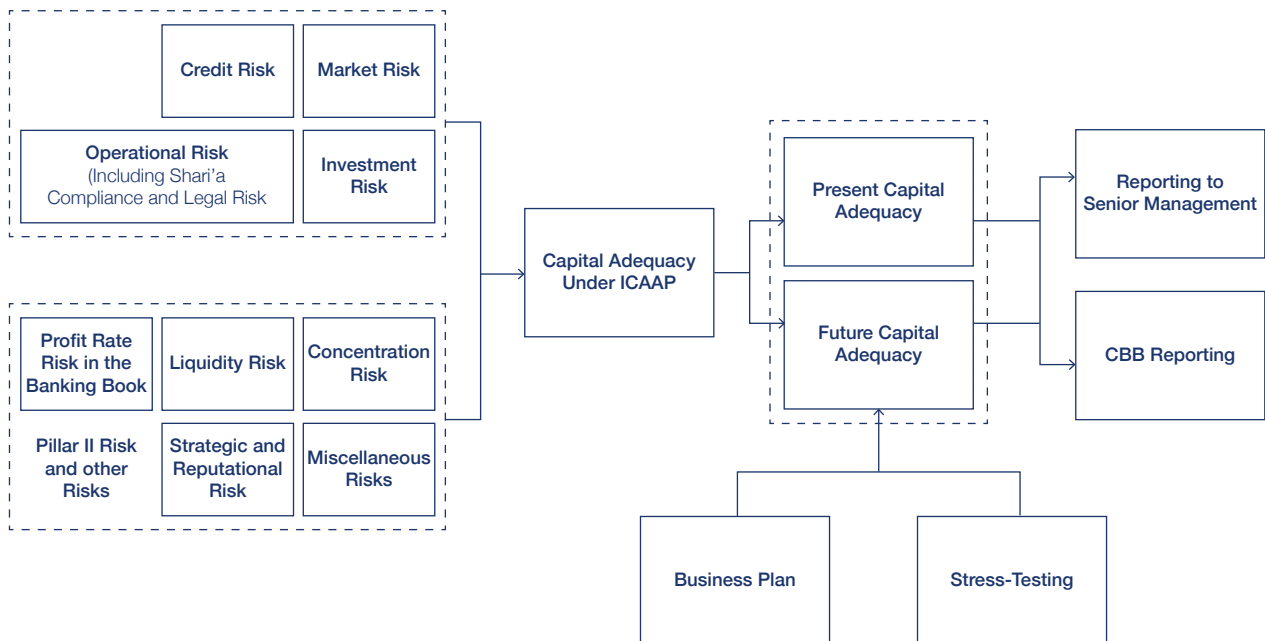 Credit Risk
Market Risk
Operational Risk
(Including Shari'a
Compliance and Legal Risk
Investment
Risk
Profit Rate
Risk in the
Banking Book
Liquidity Risk
Concentration
Risk
Pillar II Risk
and other
Risks
Strategic and
Reputational
Risk
Miscellaneous
Risks
Capital Adequacy
Under ICAAP
Present Capital
Adequacy
Future Capital
Adequacy
Reporting to
Senior Management
CBB Reporting
Business Plan
Stress-Testing